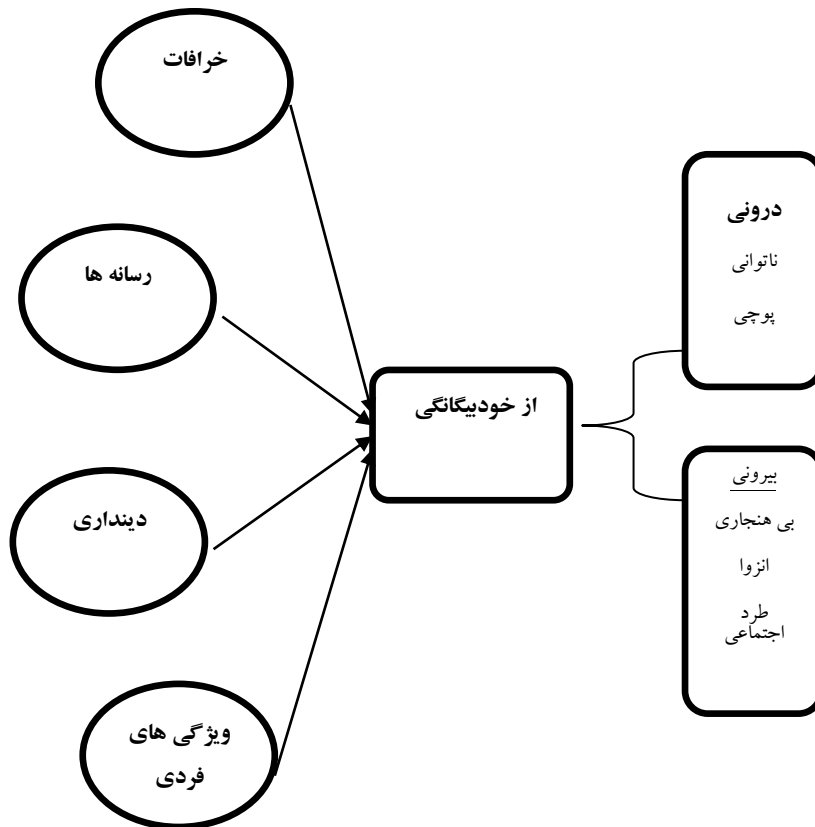 خرافات
رسانه ها
دینداری
ویژگی های
فردی
از خودبیگانگی
درونی
ناتوانی
پوچی
بیرونی
بی هنجاری
انزوا
طرد
اجتماعی